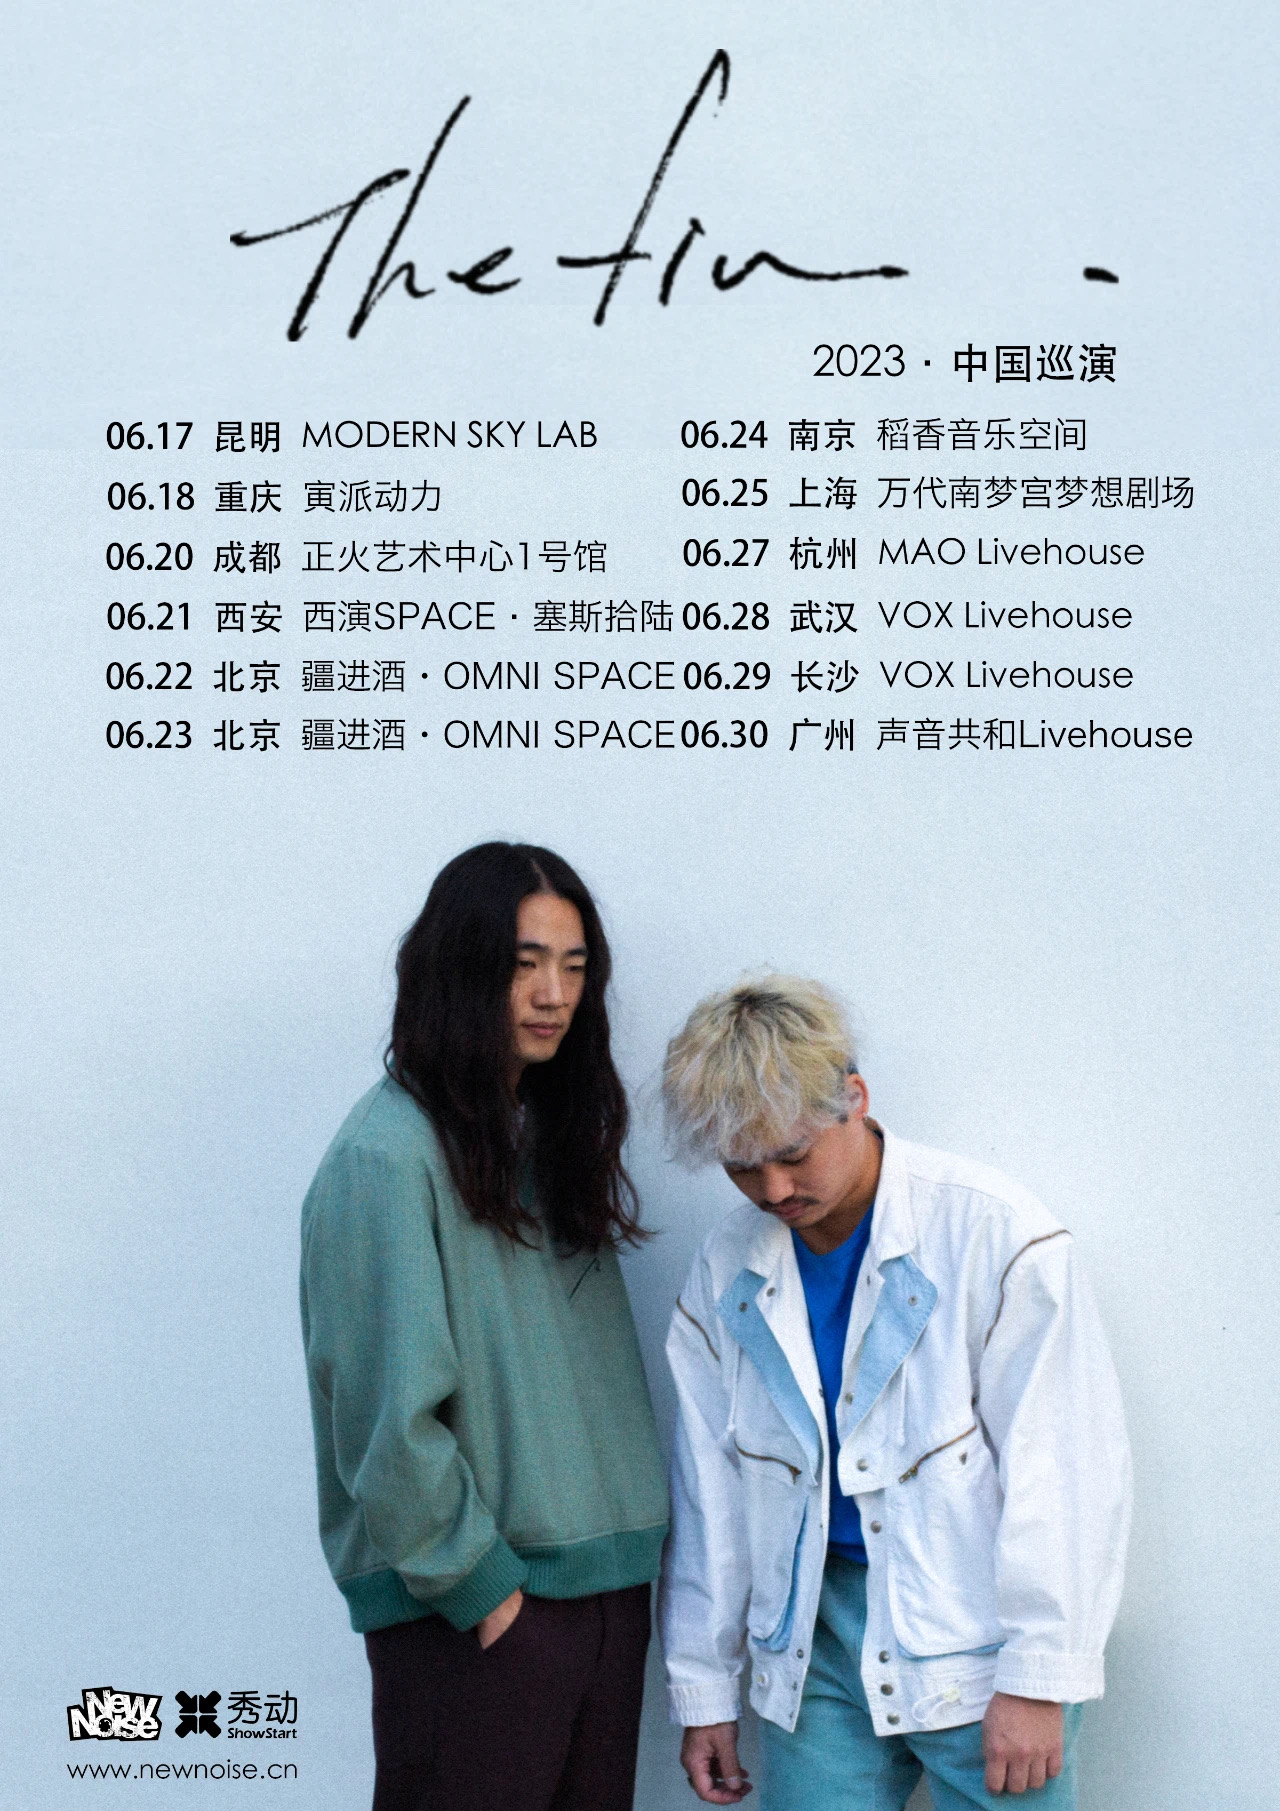 The fin.
2023 · 中国巡演
06.17 昆明 MODERN SKY LAB
06.18 重庆 寅派动力
06.20 成都 正火艺术中心1号馆
06.21 西安 西演SPACE · 塞斯拾陆
06.22 北京 疆进酒 · OMNI SPACE
06.23 北京 疆进酒 · OMNI SPACE
06.24 南京 稻香音乐空间
06.25 上海 万代南梦宫梦想剧场
06.27 杭州 MAO Livehouse
06.28 武汉 VOX Livehouse
06.29 长沙 VOX Livehouse
06.30 广州 声音共和Livehouse
New Noise
秀动
ShowStart
www.newnoise.cn